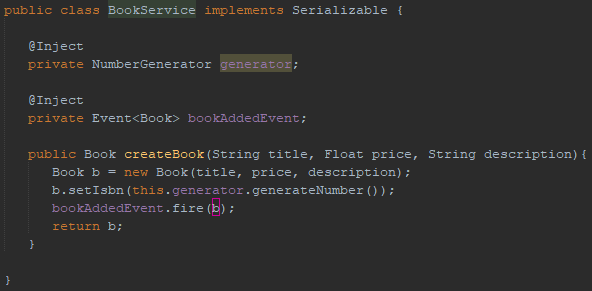 public class BookService implements Serializable {
@Inject
private NumberGenerator generator;
@Inject
private Event<Book> bookAddedEvent;
public Book createBook(String title, Float price, String description){
Book b = new Book(title, price, description);
b.setIsbn(this.generator.generateNumber());
bookAddedEvent.fire(b);
return b;
}
}